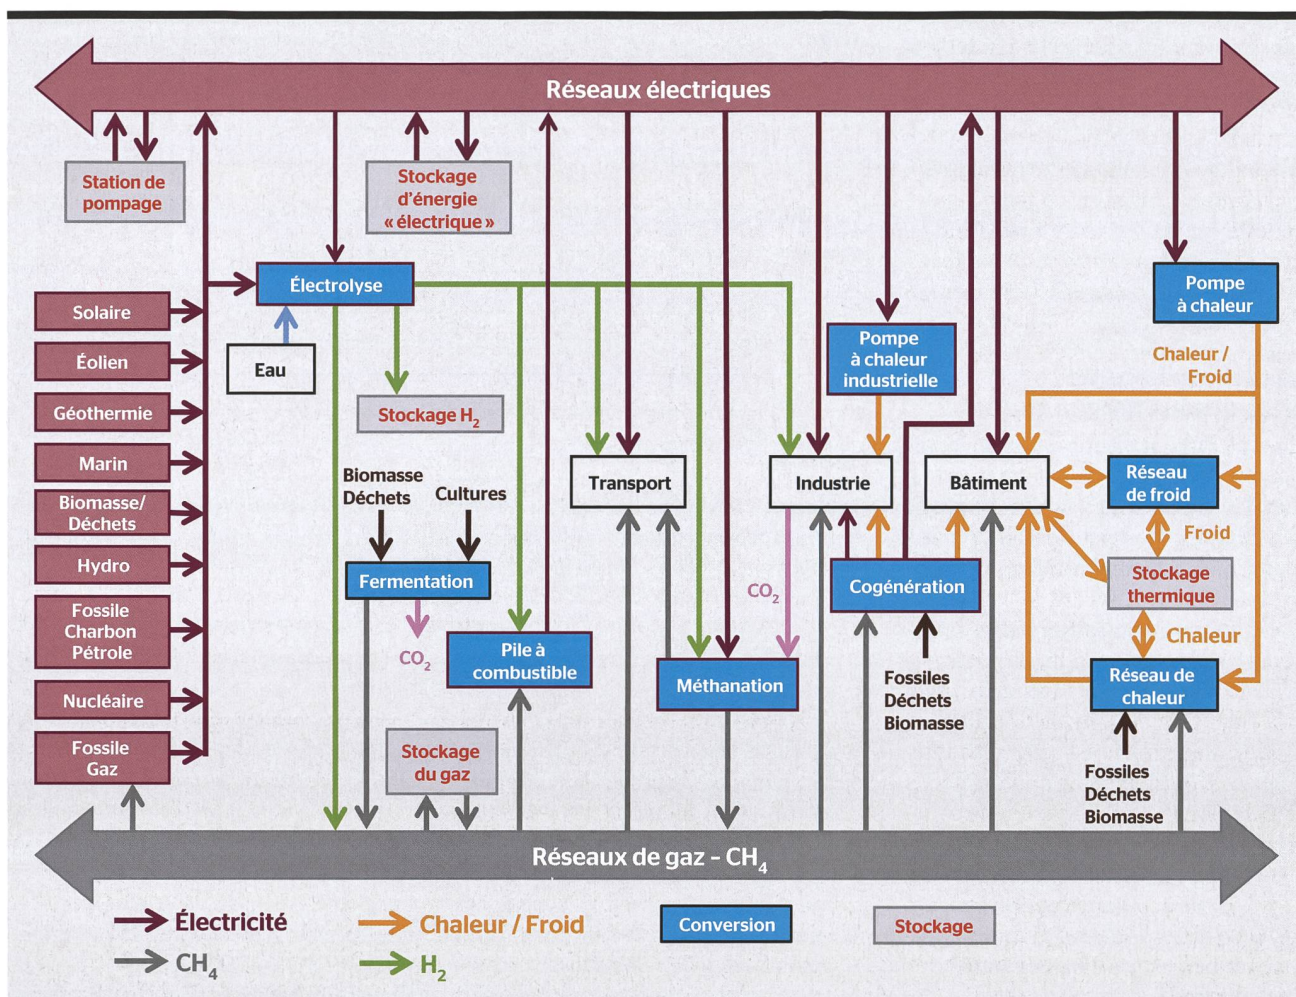 Réseaux électriques
Station de
pompage
Stockage
d'énergie
« électrique »
Électrolyse
Pompe
à chaleur
Solaire
Éolien
Géothermie
Marin
Biomasse/
Déchets
Hydro
Fossile
Charbon
Pétrole
Nucléaire
Fossile
Gaz
Eau
Stockage H₂
Pompe
à chaleur
industrielle
Chaleur /
Froid
Biomasse
Déchets
Cultures
Transport
Industrie
Bâtiment
Réseau
de froid
Froid
Fermentation
CO₂
Pile à
combustible
CO₂
Méthanation
Cogénération
Fossiles
Déchets
Biomasse
Stockage
thermique
Chaleur
Réseau de
chaleur
Fossiles
Déchets
Biomasse
Stockage
du gaz
Réseaux de gaz – CH₄
Électricité
Chaleur / Froid
Conversion
Stockage
CH₄
H₂